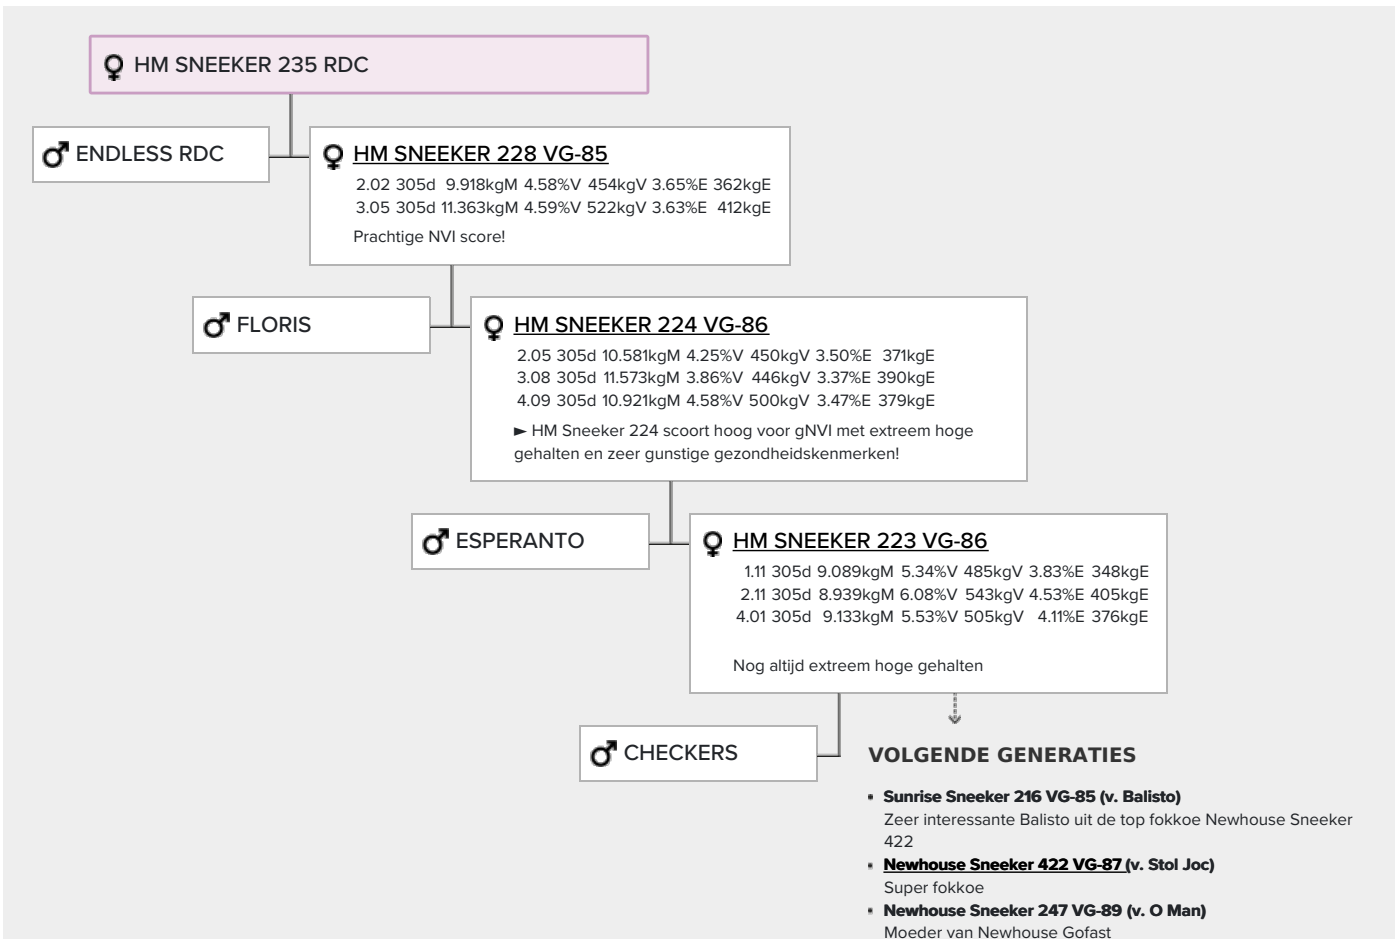 HM SNEEKER 235 RDC
ENDLESS RDC
HM SNEEKER 228 VG-85
2.02 305d 9.918kgM 4.58%V 454kgV 3.65%E 362kgE
3.05 305d 11.363kgM 4.59%V 522kgV 3.63%E 412kgE
Prachtige NVI score!
FLORIS
HM SNEEKER 224 VG-86
2.05 305d 10.581kgM 4.25%V 450kgV 3.50%E 371kgE
3.08 305d 11.573kgM 3.86%V 446kgV 3.37%E 390kgE
4.09 305d 10.921kgM 4.58%V 500kgV 3.47%E 379kgE
► HM Sneeker 224 scoort hoog voor gNVI met extreem hoge
gehalten en zeer gunstige gezondheidskenmerken!
ESPERANTO
HM SNEEKER 223 VG-86
1.11 305d 9.089kgM 5.34%V 485kgV 3.83%E 348kgE
2.11 305d 8.939kgM 6.08%V 543kgV 4.53%E 405kgE
4.01 305d 9.133kgM 5.53%V 505kgV 4.11%E 376kgE
Nog altijd extreem hoge gehalten
CHECKERS
VOLGENDE GENERATIES
Sunrise Sneeker 216 VG-85 (v. Balisto)
Zeer interessante Balisto uit de top fokkoe Newhouse Sneeker
422
Newhouse Sneeker 422 VG-87 (v. Stol Joc)
Super fokkoe
Newhouse Sneeker 247 VG-89 (v. O Man)
Moeder van Newhouse Gofast